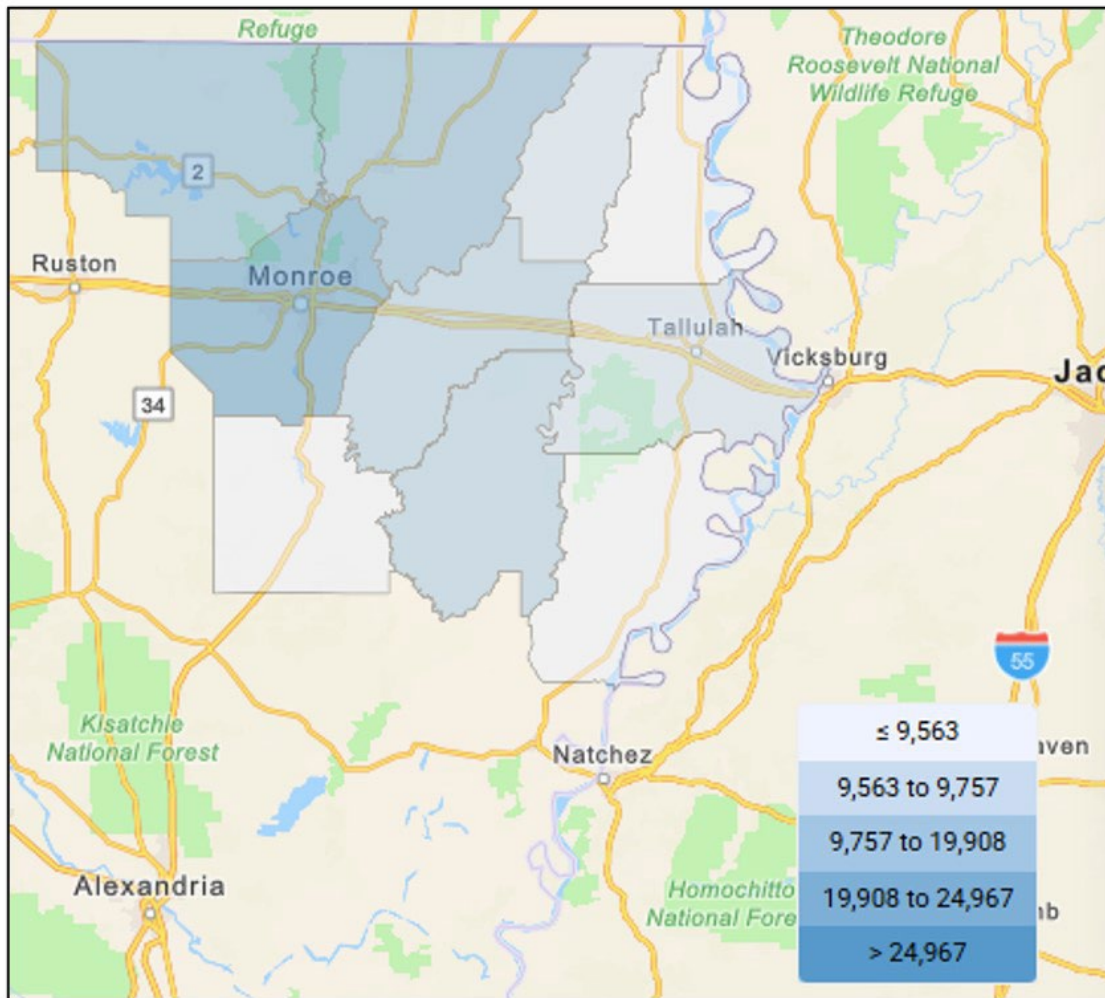 Refuge
Theodore
Roosevelt National
Wildlife Refuge
2
Ruston
Monroe
Tallulah
Vicksburg
Jac
34
55
Kisatchie
National Forest
Natchez
≤ 9,563
9,563 to 9,757
9,757 to 19,908
19,908 to 24,967
> 24,967
aven
Alexandria
Homochitto
National Fore
mb